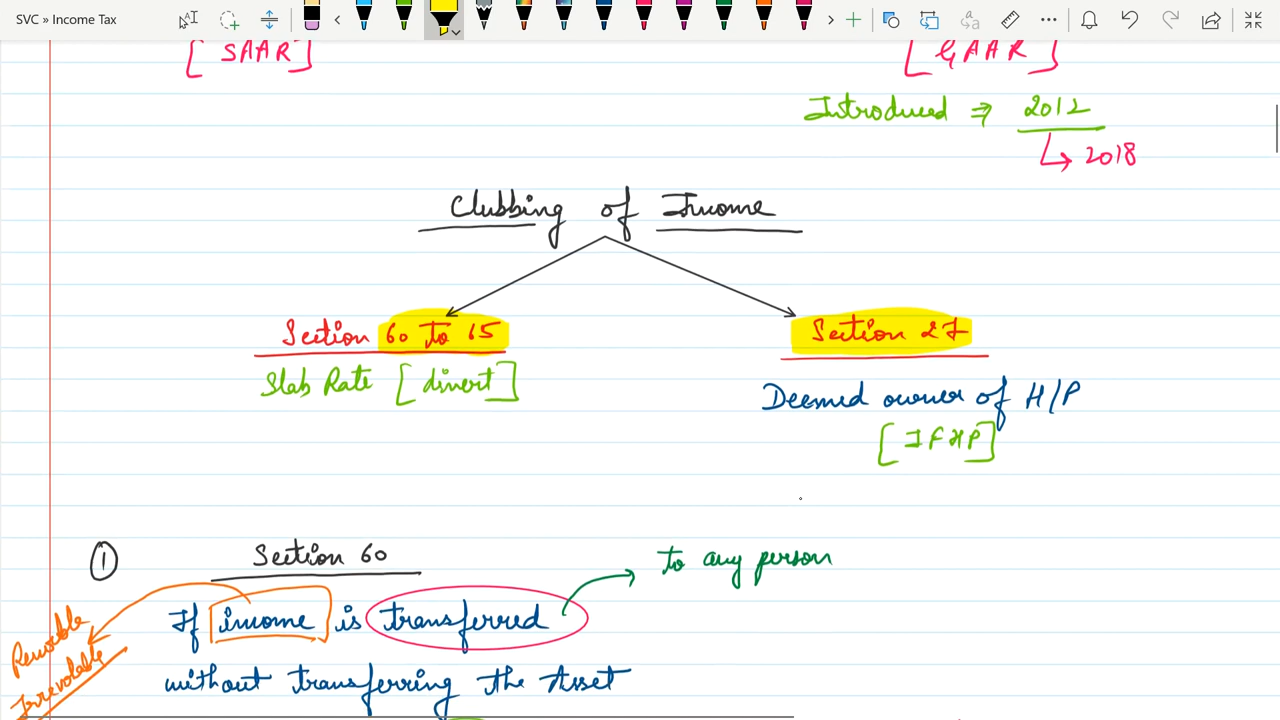 SVC » Income Tax
[SAAR]
[GAAR]
Introduced ⇒ 2012
↳ 2018
Clubbing of Income
Section 60 To 65
Section 27
Slab Rate [divert]
Deemed owner of H/P
[IFHP]
① Section 60
to any person
If income is transferred
without transferring the Asset
Revocable
Irrevocable